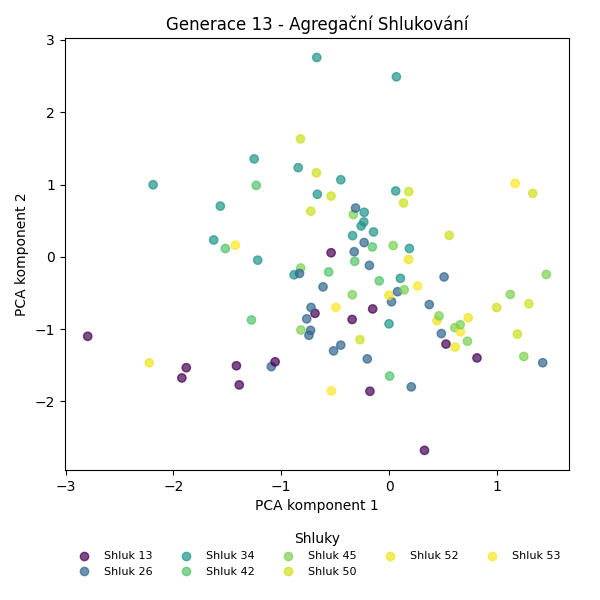 Generace 13 - Agregační Shlukování
PCA komponent 2
3
2
1
0
−1
−2
−3
−2
−1
0
1
PCA komponent 1
Shluky
Shluk 13
Shluk 34
Shluk 45
Shluk 52
Shluk 53
Shluk 26
Shluk 42
Shluk 50